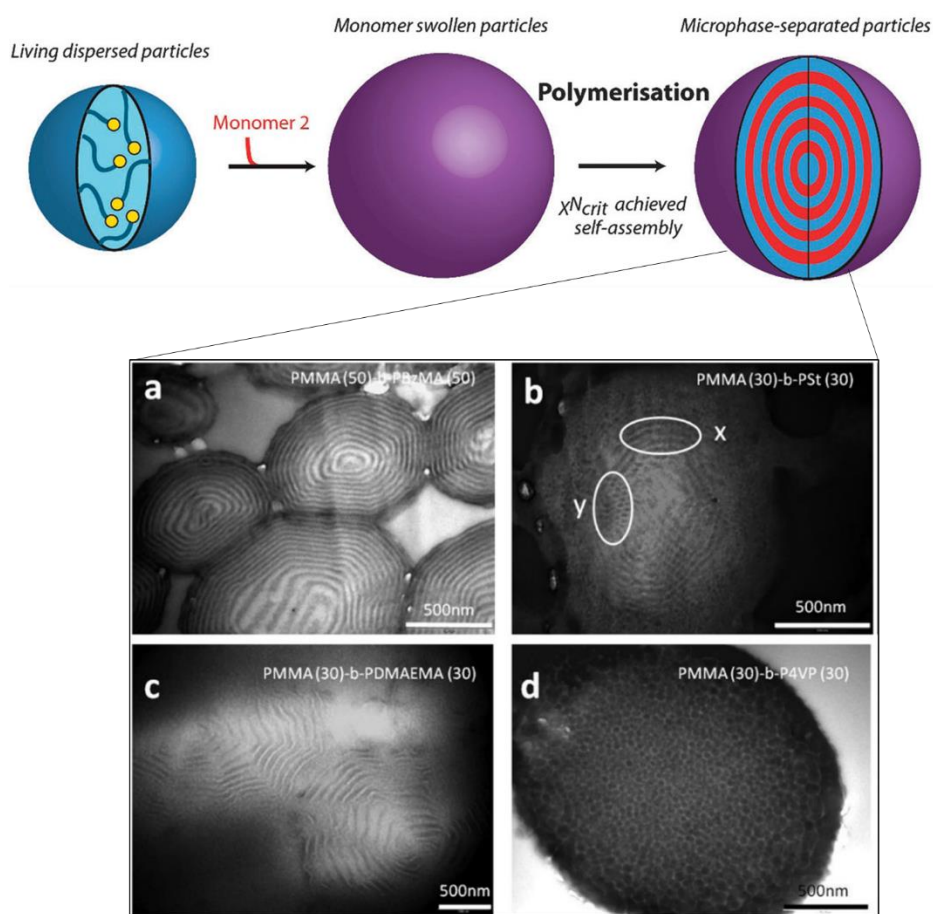 Living dispersed particles
Monomer swollen particles
Microphase-separated particles
Monomer 2
Polymerisation
χNcrit achieved
self-assembly
a
PMMA (50)-b-PBzMA (50)
500nm
b
PMMA (30)-b-PSt (30)
x
y
500nm
c
PMMA (30)-b-PDMAEMA (30)
500nm
d
PMMA (30)-b-P4VP (30)
500nm